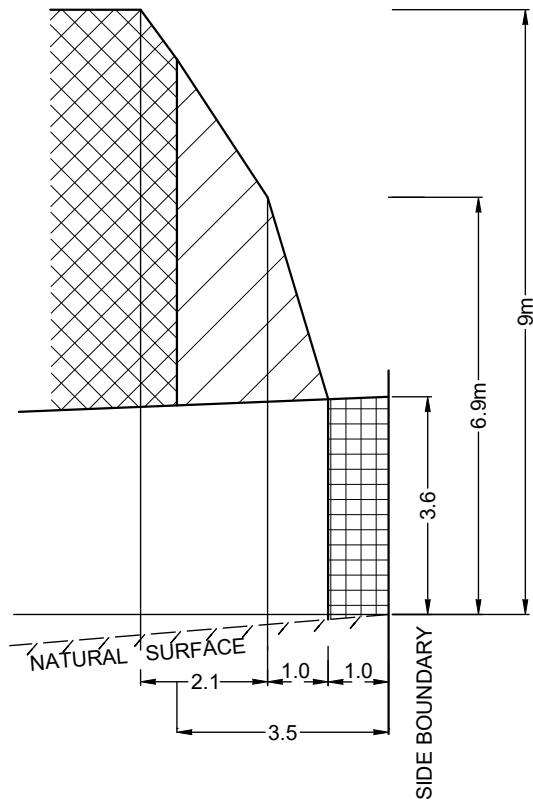 9m
6.9m
3.6
NATURAL SURFACE
2.1
1.0
1.0
3.5
SIDE BOUNDARY